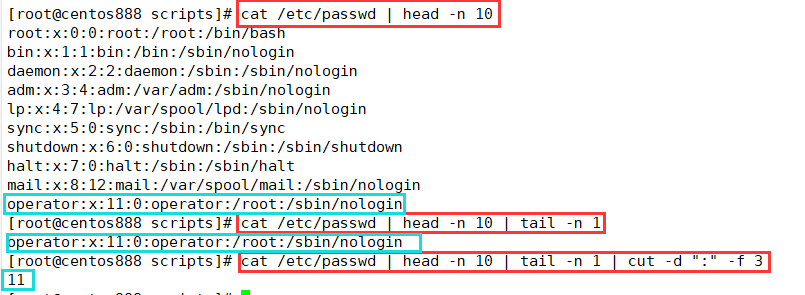 [root@centos888 scripts]# cat /etc/passwd | head -n 10
root:x:0:0:root:/root:/bin/bash
bin:x:1:1:bin:/bin:/sbin/nologin
daemon:x:2:2:daemon:/sbin:/sbin/nologin
adm:x:3:4:adm:/var/adm:/sbin/nologin
lp:x:4:7:lp:/var/spool/lpd:/sbin/nologin
sync:x:5:0:sync:/sbin:/bin/sync
shutdown:x:6:0:shutdown:/sbin:/sbin/shutdown
halt:x:7:0:halt:/sbin:/sbin/halt
mail:x:8:12:mail:/var/spool/mail:/sbin/nologin
operator:x:11:0:operator:/root:/sbin/nologin
[root@centos888 scripts]# cat /etc/passwd | head -n 10 | tail -n 1
operator:x:11:0:operator:/root:/sbin/nologin
[root@centos888 scripts]# cat /etc/passwd | head -n 10 | tail -n 1 | cut -d ":" -f 3
11
[root@centos888 scripts]#